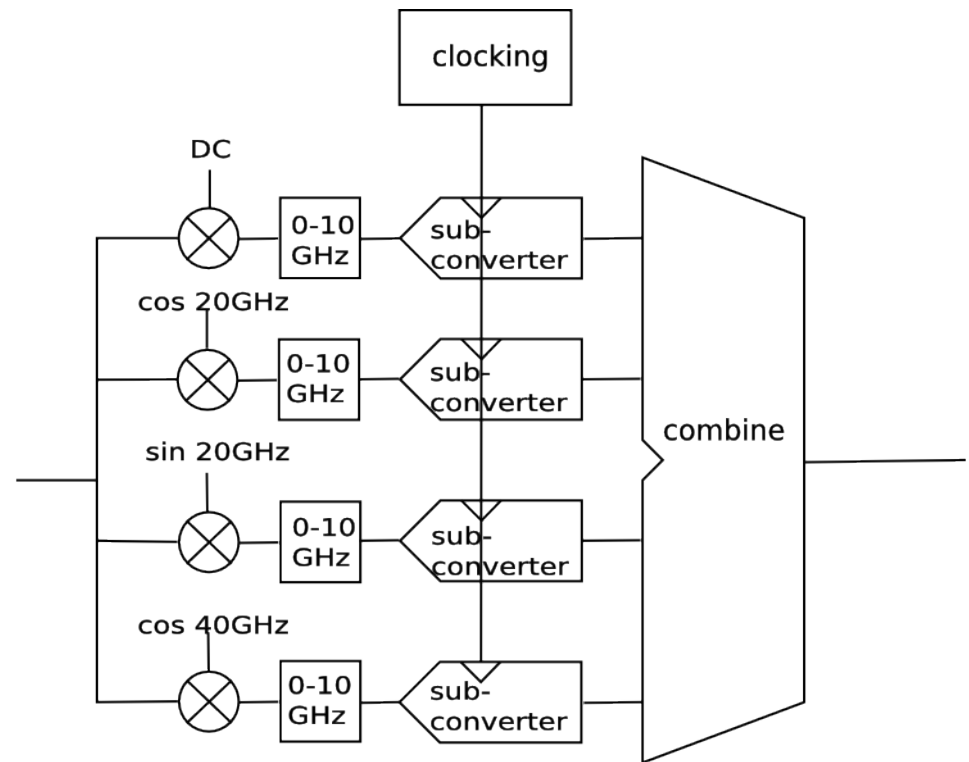 clocking
DC
0-10
GHz
sub-
converter
cos 20GHz
0-10
GHz
sub-
converter
combine
sin 20GHz
0-10
GHz
sub-
converter
cos 40GHz
0-10
GHz
sub-
converter